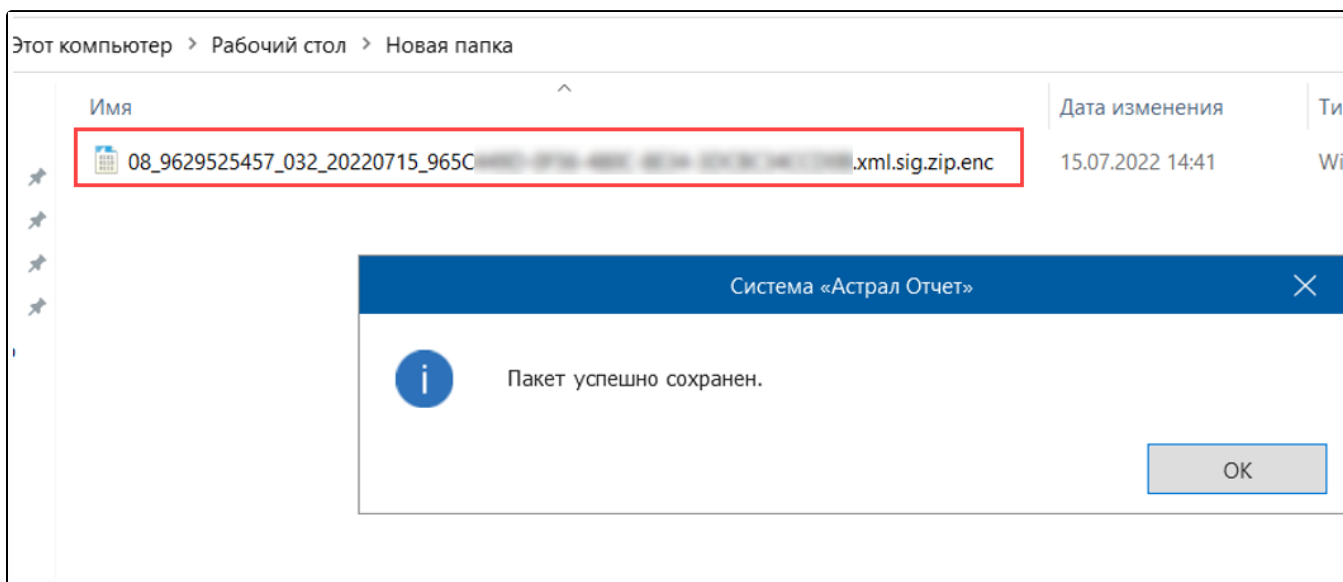 Этот компьютер > Рабочий стол > Новая папка
Имя
Дата изменения
Ти
08_9629525457_032_20220715_965C .xml.sig.zip.enc
15.07.2022 14:41
Wi
Система «Астрал Отчет»
Пакет успешно сохранен.
ОК